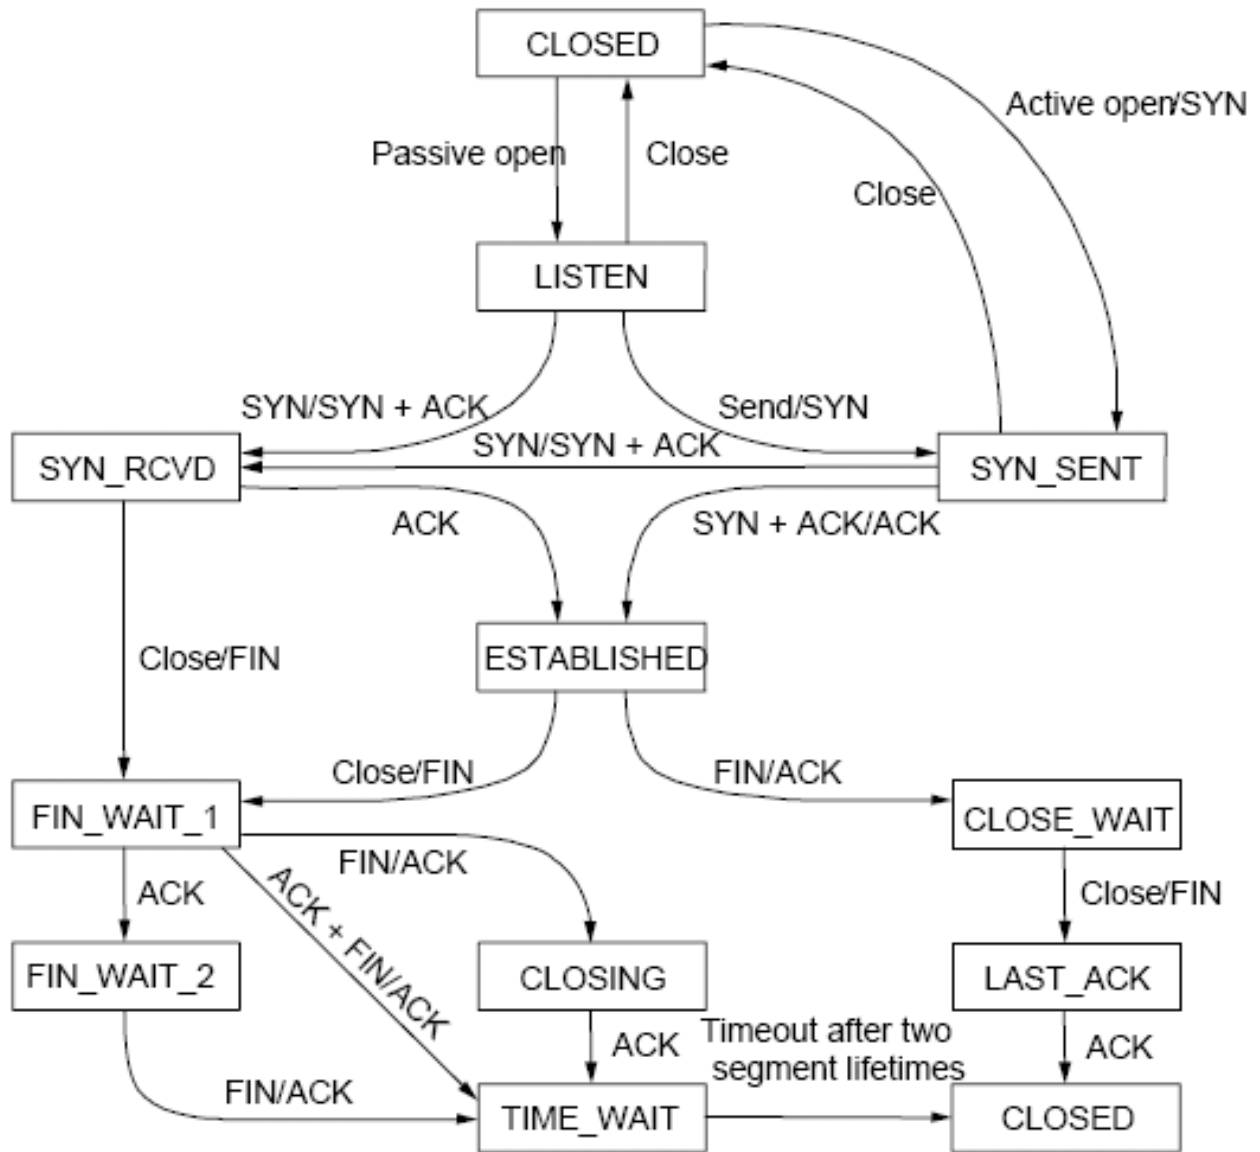 CLOSED
Active open/SYN
Passive open
Close
Close
LISTEN
SYN/SYN + ACK
Send/SYN
SYN/SYN + ACK
SYN_RCVD
SYN_SENT
ACK
SYN + ACK/ACK
Close/FIN
ESTABLISHED
Close/FIN
FIN/ACK
FIN_WAIT_1
CLOSE_WAIT
FIN/ACK
ACK
ACK + FIN/ACK
Close/FIN
FIN_WAIT_2
CLOSING
LAST_ACK
Timeout after two
segment lifetimes
ACK
ACK
FIN/ACK
TIME_WAIT
CLOSED